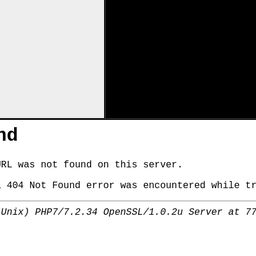 nd
URL was not found on this server.
404 Not Found error was encountered while tr
Unix) PHP7/7.2.34 OpenSSL/1.0.2u Server at 77